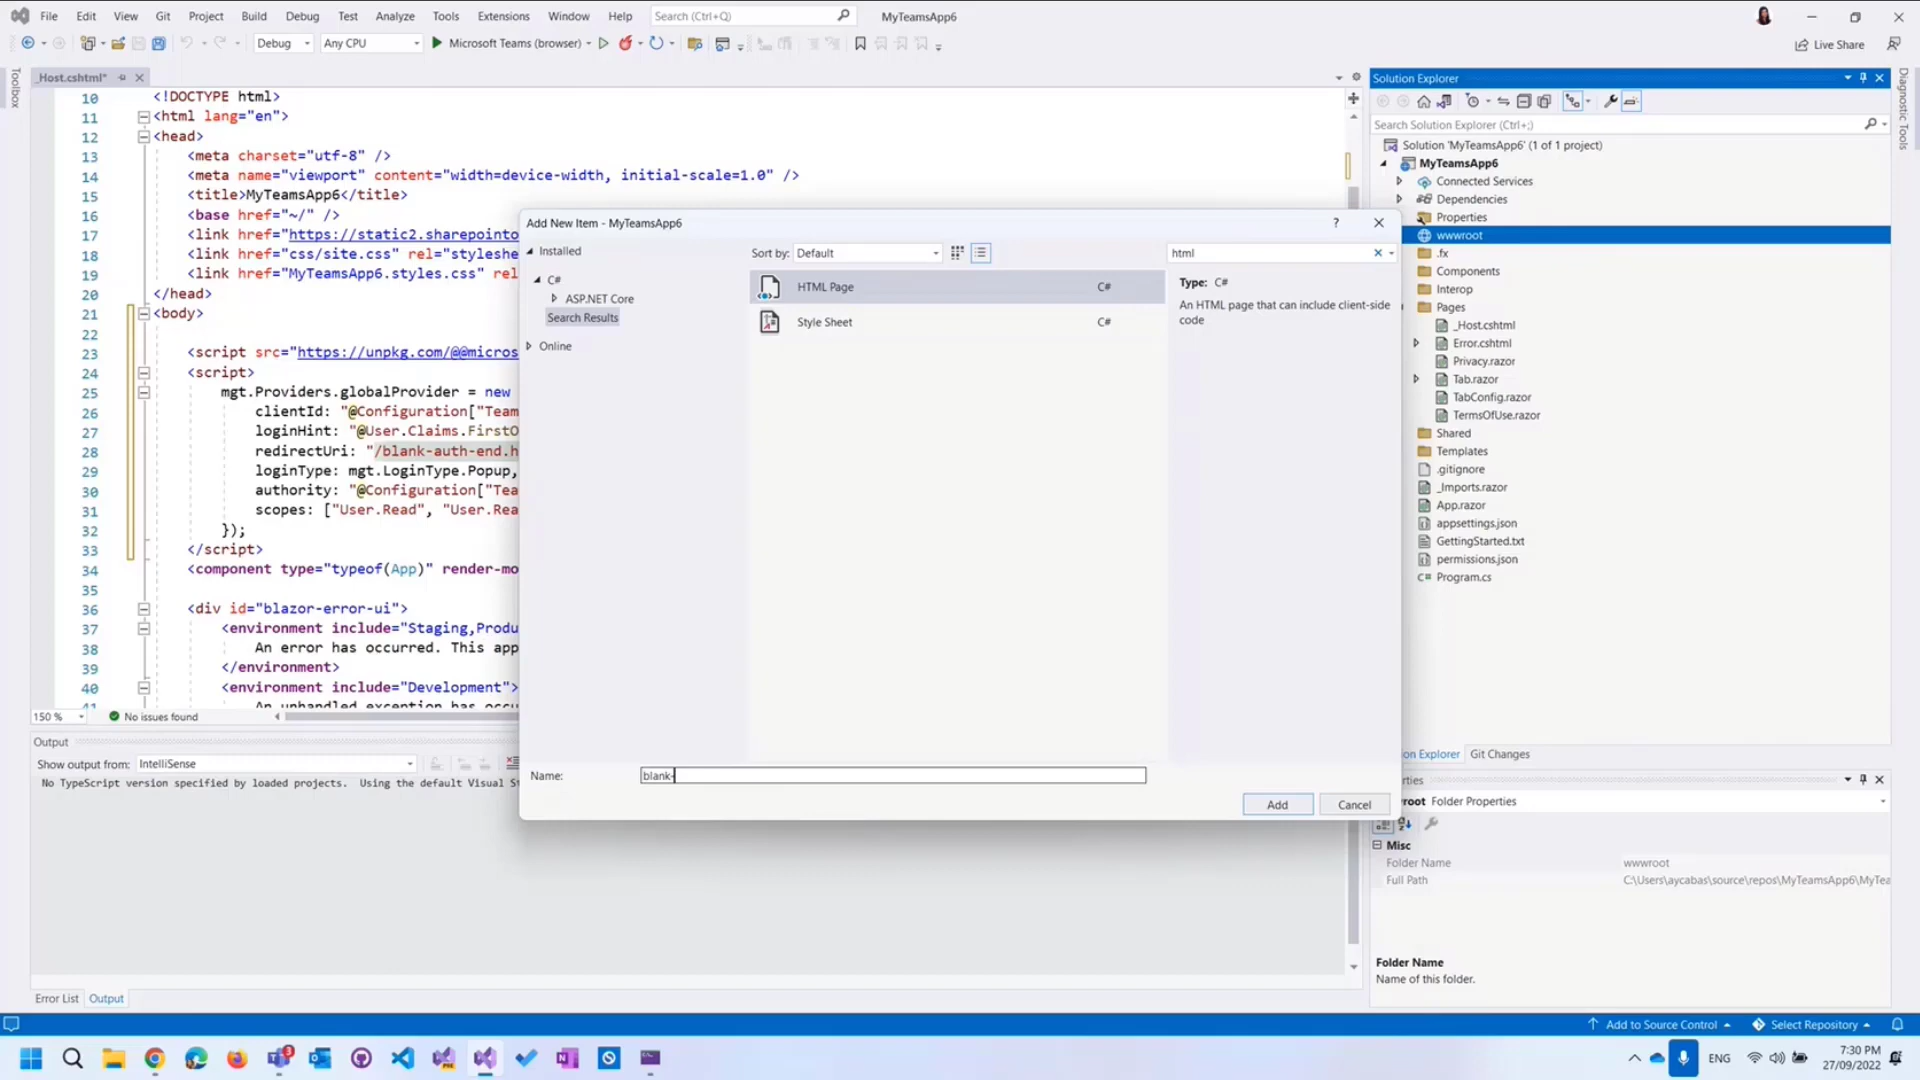 File Edit View Git Project Build Debug Test Analyze Tools Extensions Window Help Search (Ctrl+Q) MyTeamsApp6
Debug Any CPU Microsoft Teams (browser) Live Share
Toolbox
_Host.cshtml*
10 <!DOCTYPE html>
11 <html lang="en">
12 <head>
13 <meta charset="utf-8" />
14 <meta name="viewport" content="width=device-width, initial-scale=1.0" />
15 <title>MyTeamsApp6</title>
16 <base href="~/" />
17 <link href="https://static2.sharepointo
18 <link href="css/site.css" rel="styleshe
19 <link href="MyTeamsApp6.styles.css" rel
20 </head>
21 <body>
22
23 <script src="https://unpkg.com/@@micros
24 <script>
25 mgt.Providers.globalProvider = new
26 clientId: "@Configuration["Team
27 loginHint: "@User.Claims.FirstO
28 redirectUri: "/blank-auth-end.h
29 loginType: mgt.LoginType.Popup,
30 authority: "@Configuration["Tea
31 scopes: ["User.Read", "User.Rea
32 });
33 </script>
34 <component type="typeof(App)" render-mo
35
36 <div id="blazor-error-ui">
37 <environment include="Staging,Produ
38 An error has occurred. This app
39 </environment>
40 <environment include="Development">
41 An unhandled exception has occu
150 % No issues found
Output
Show output from: IntelliSense
No TypeScript version specified by loaded projects. Using the default Visual S
Error List Output
Add New Item - MyTeamsApp6 ?
Installed
C#
ASP.NET Core
Search Results
Online
Sort by: Default
HTML Page C#
Style Sheet C#
html
Type: C#
An HTML page that can include client-side
code
Name: blank-
Add Cancel
Solution Explorer
Search Solution Explorer (Ctrl+;)
Solution 'MyTeamsApp6' (1 of 1 project)
MyTeamsApp6
Connected Services
Dependencies
Properties
wwwroot
.fx
Components
Interop
Pages
_Host.cshtml
Error.cshtml
Privacy.razor
Tab.razor
TabConfig.razor
TermsOfUse.razor
Shared
Templates
.gitignore
_Imports.razor
App.razor
appsettings.json
GettingStarted.txt
permissions.json
C# Program.cs
on Explorer Git Changes
rties
root Folder Properties
Misc
Folder Name wwwroot
Full Path C:\Users\aycabas\source\repos\MyTeamsApp6\MyTea
Folder Name
Name of this folder.
Diagnostic Tools
Add to Source Control Select Repository
3
ENG
7:30 PM
27/09/2022